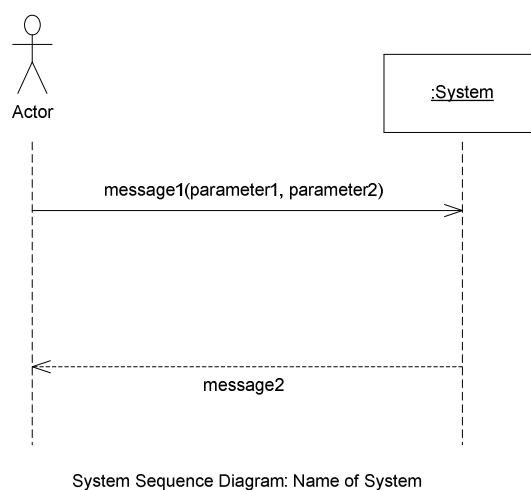 Actor
:System
message1(parameter1, parameter2)
message2
System Sequence Diagram: Name of System